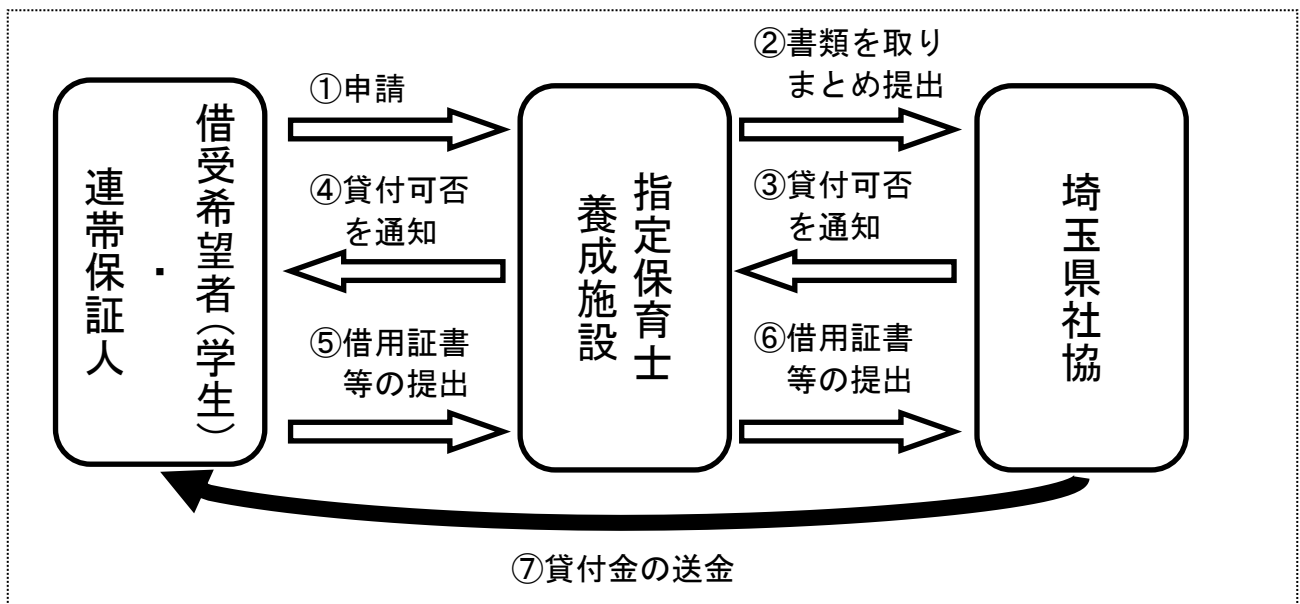 ①申請
②書類を取り
まとめ提出
借受希望者（学生）
・
連帯保証人
④貸付可否
を通知
指定保育士
養成施設
③貸付可否
を通知
埼玉県社協
⑤借用証書
等の提出
⑥借用証書
等の提出
⑦貸付金の送金